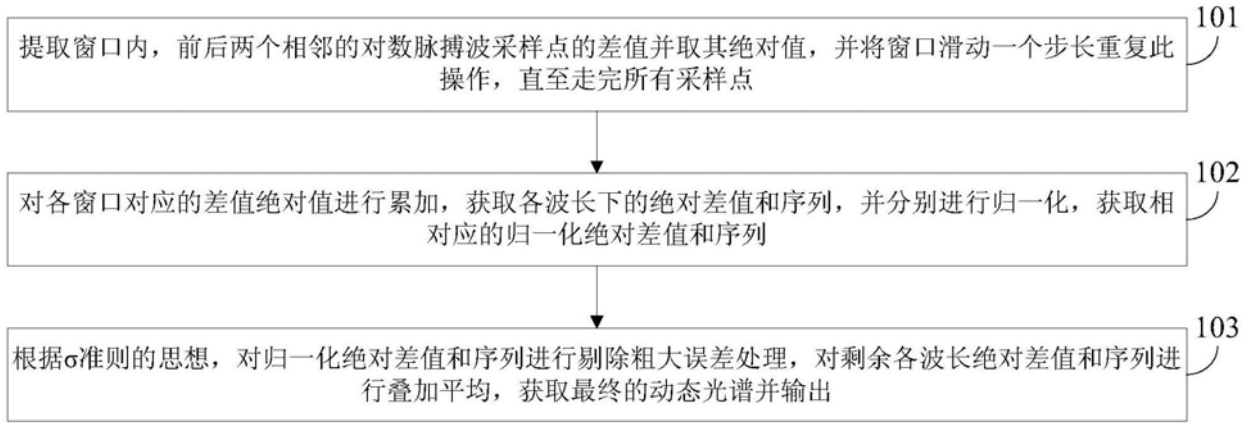 101
提取窗口内，前后两个相邻的对数脉搏波采样点的差值并取其绝对值，并将窗口滑动一个步长重复此
操作，直至走完所有采样点
102
对各窗口对应的差值绝对值进行累加，获取各波长下的绝对差值和序列，并分别进行归一化，获取相
对应的归一化绝对差值和序列
103
根据σ准则的思想，对归一化绝对差值和序列进行剔除粗大误差处理，对剩余各波长绝对差值和序列进
行叠加平均，获取最终的动态光谱并输出